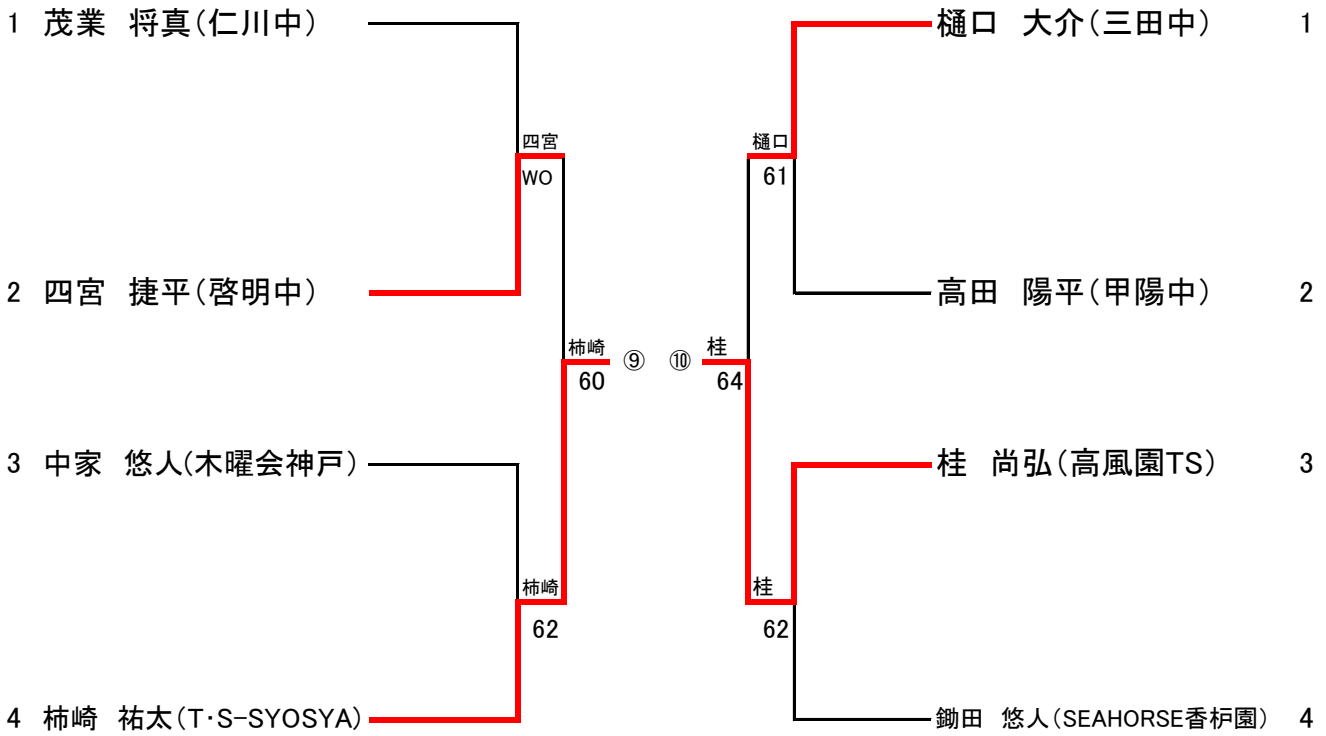 1 茂業 将真(仁川中)
四宮
WO
2 四宮 捷平(啓明中)
柿崎 ⑨
60
3 中家 悠人(木曜会神戸)
柿崎
62
4 柿崎 祐太(T・S-SYOSYA)
樋口 大介(三田中) 1
樋口
61
高田 陽平(甲陽中) 2
⑩ 桂
64
桂 尚弘(高風園TS) 3
桂
62
鋤田 悠人(SEAHORSE香枦園) 4